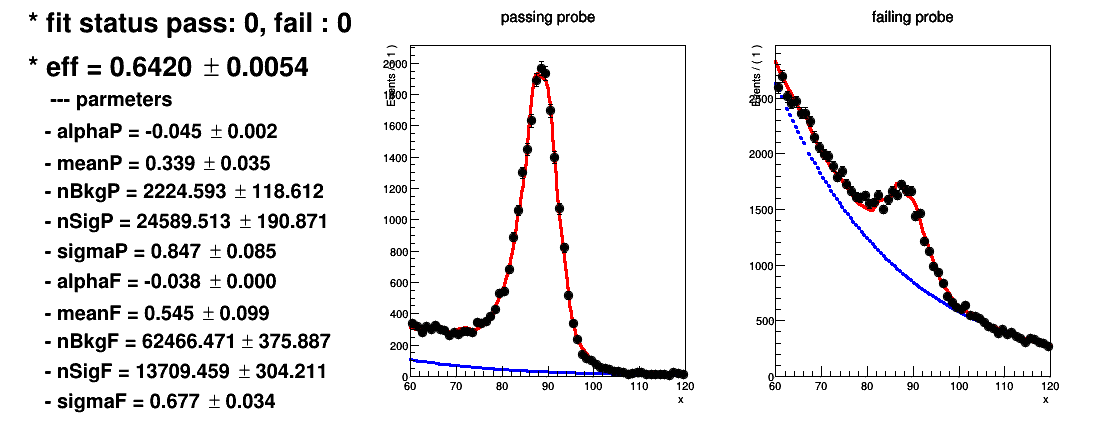 * fit status pass: 0, fail : 0
* eff = 0.6420 ± 0.0054
--- parmeters
- alphaP = -0.045 ± 0.002
- meanP = 0.339 ± 0.035
- nBkgP = 2224.593 ± 118.612
- nSigP = 24589.513 ± 190.871
- sigmaP = 0.847 ± 0.085
- alphaF = -0.038 ± 0.000
- meanF = 0.545 ± 0.099
- nBkgF = 62466.471 ± 375.887
- nSigF = 13709.459 ± 304.211
- sigmaF = 0.677 ± 0.034
passing probe
Events / ( 1 )
2000
1800
1600
1400
1200
1000
800
600
400
200
0
60 70 80 90 100 110 120
x
failing probe
Events / ( 1 )
2500
2000
1500
1000
500
0
60 70 80 90 100 110 120
x